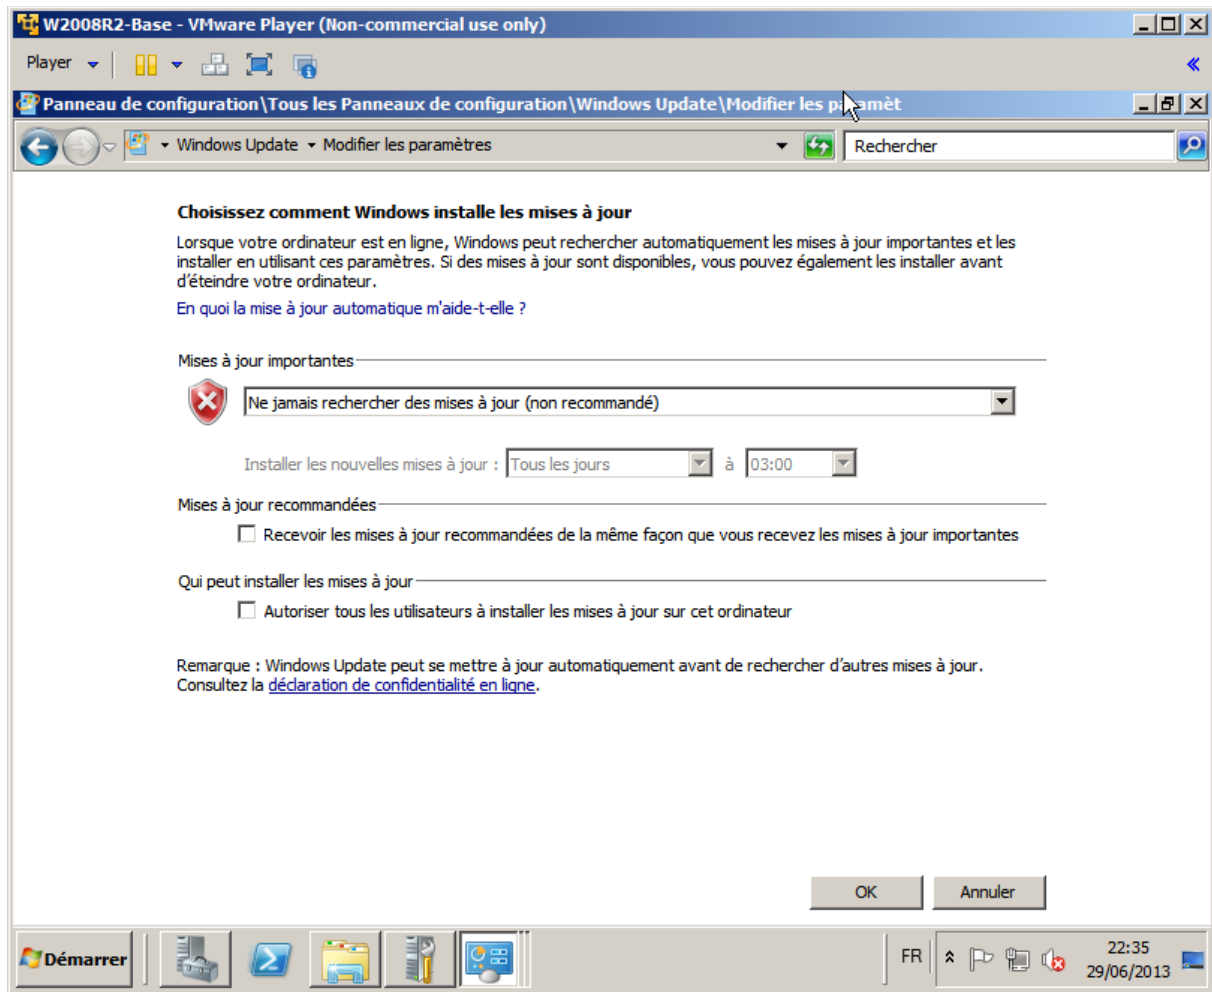 W2008R2-Base - VMware Player (Non-commercial use only)
Player
Panneau de configuration\Tous les Panneaux de configuration\Windows Update\Modifier les paramèt
Windows Update Modifier les paramètres
Rechercher
Choisissez comment Windows installe les mises à jour
Lorsque votre ordinateur est en ligne, Windows peut rechercher automatiquement les mises à jour importantes et les
installer en utilisant ces paramètres. Si des mises à jour sont disponibles, vous pouvez également les installer avant
d'éteindre votre ordinateur.
En quoi la mise à jour automatique m'aide-t-elle ?
Mises à jour importantes
Ne jamais rechercher des mises à jour (non recommandé)
Installer les nouvelles mises à jour : Tous les jours à 03:00
Mises à jour recommandées
Recevoir les mises à jour recommandées de la même façon que vous recevez les mises à jour importantes
Qui peut installer les mises à jour
Autoriser tous les utilisateurs à installer les mises à jour sur cet ordinateur
Remarque : Windows Update peut se mettre à jour automatiquement avant de rechercher d'autres mises à jour.
Consultez la déclaration de confidentialité en ligne.
OK Annuler
Démarrer
FR
22:35
29/06/2013